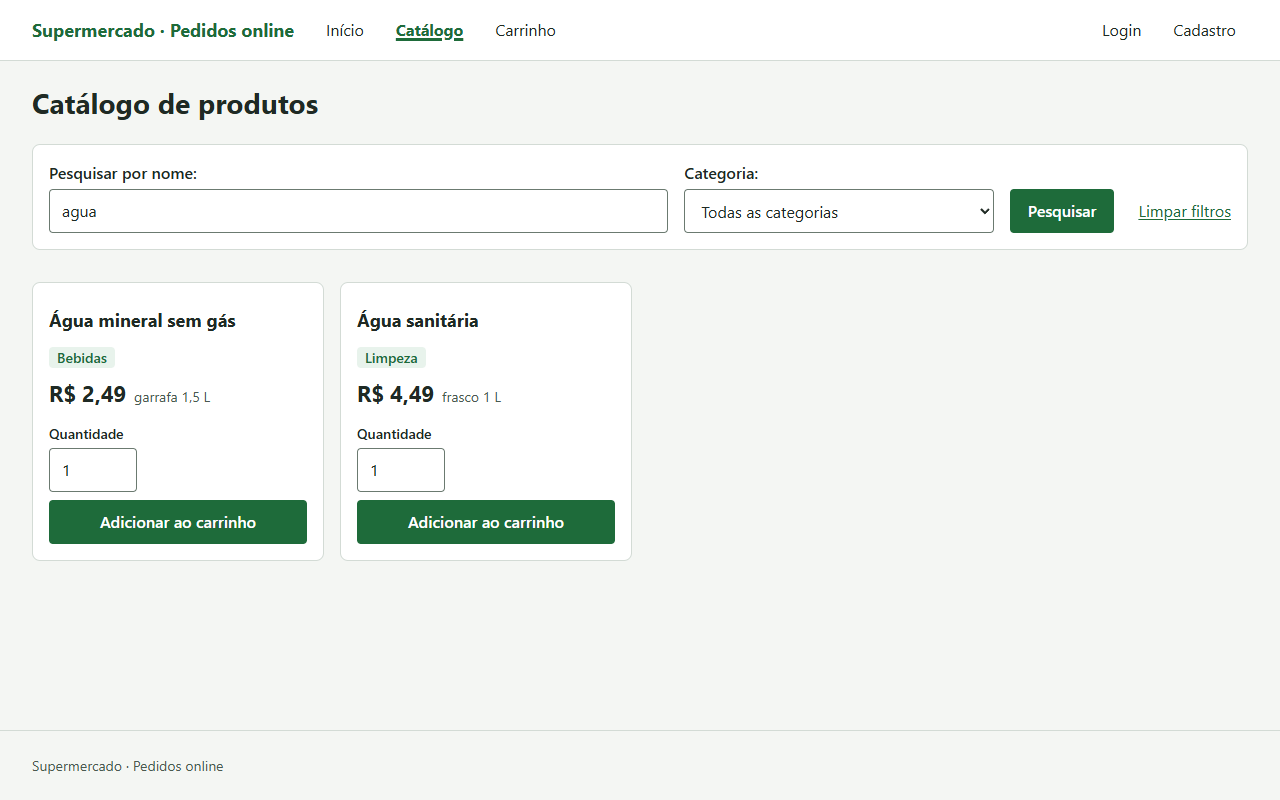 Supermercado · Pedidos online Início Catálogo Carrinho Login Cadastro
Catálogo de produtos
Pesquisar por nome: Categoria:
agua Todas as categorias Pesquisar Limpar filtros
Água mineral sem gás
Bebidas
R$ 2,49 garrafa 1,5 L
Quantidade
1
Adicionar ao carrinho
Água sanitária
Limpeza
R$ 4,49 frasco 1 L
Quantidade
1
Adicionar ao carrinho
Supermercado · Pedidos online